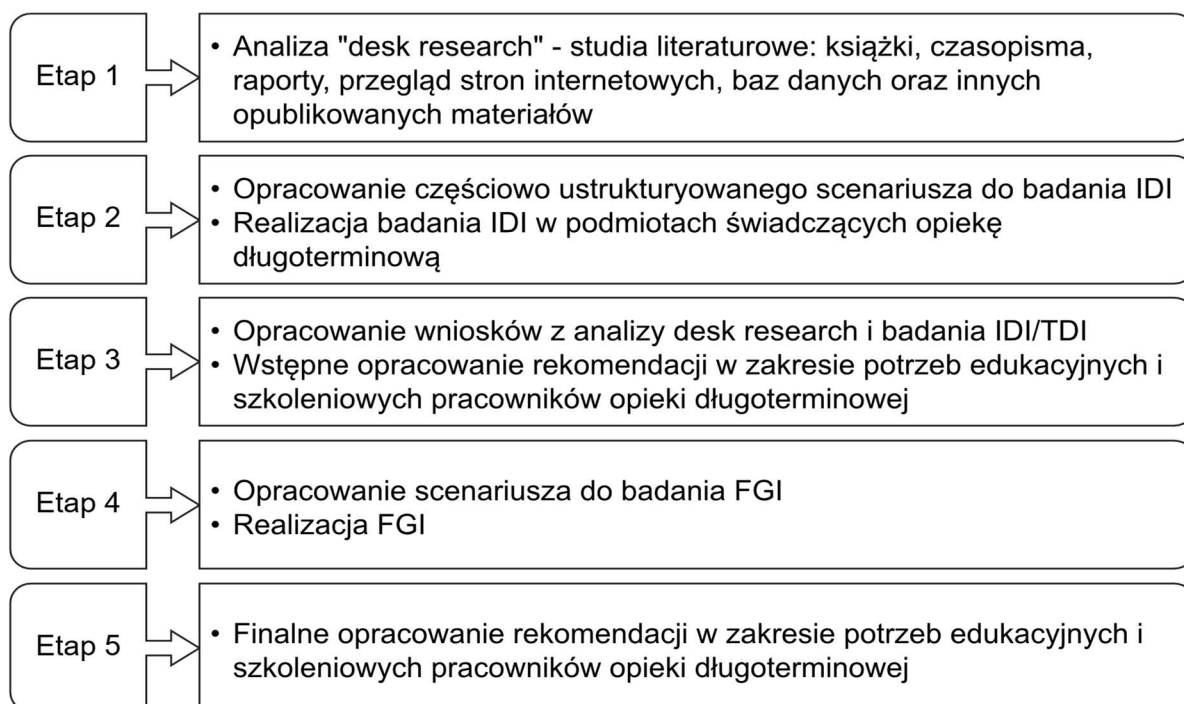 Etap 1
• Analiza "desk research" - studia literaturowe: książki, czasopisma,
raporty, przegląd stron internetowych, baz danych oraz innych
opublikowanych materiałów
Etap 2
• Opracowanie częściowo ustrukturyowanego scenariusza do badania IDI
• Realizacja badania IDI w podmiotach świadczących opiekę
długoterminową
Etap 3
• Opracowanie wniosków z analizy desk research i badania IDI/TDI
• Wstępne opracowanie rekomendacji w zakresie potrzeb edukacyjnych i
szkoleniowych pracowników opieki długoterminowej
Etap 4
• Opracowanie scenariusza do badania FGI
• Realizacja FGI
Etap 5
• Finalne opracowanie rekomendacji w zakresie potrzeb edukacyjnych i
szkoleniowych pracowników opieki długoterminowej